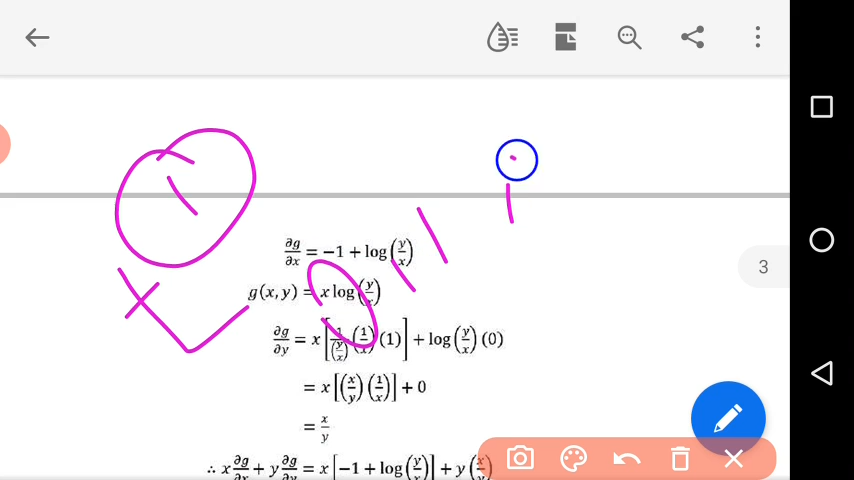 ∂g/∂x = −1 + log(y/x)
g(x, y) = x log(y/x)
3
∂g/∂y = x [1/(y/x) (1/x) (1)] + log(y/x) (0)
= x [(x/y) (1/x)] + 0
= x/y
∴ x ∂g/∂x + y ∂g/∂y = x [−1 + log(y/x)] + y (x/y)